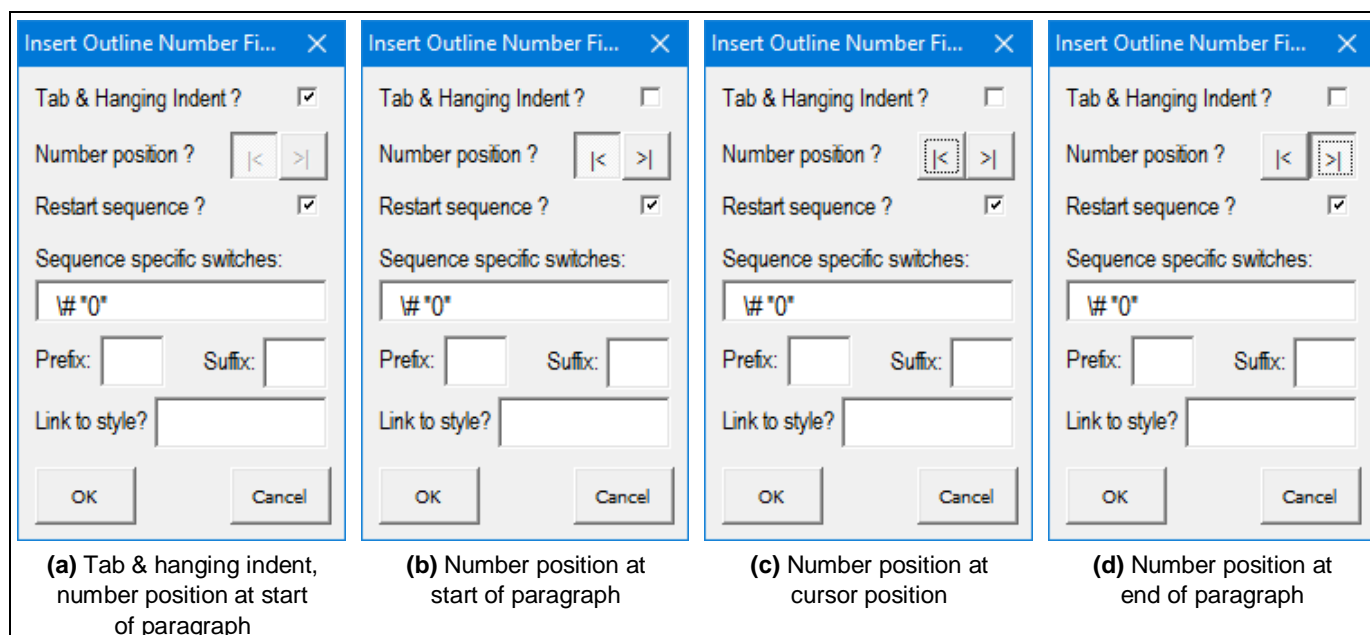 Insert Outline Number Fi...
Tab & Hanging Indent ?
Number position ? |< >|
Restart sequence ?
Sequence specific switches:
\# "0"
Prefix: Suffix:
Link to style?
OK Cancel
(a) Tab & hanging indent,
number position at start
of paragraph
Insert Outline Number Fi...
Tab & Hanging Indent ?
Number position ? |< >|
Restart sequence ?
Sequence specific switches:
\# "0"
Prefix: Suffix:
Link to style?
OK Cancel
(b) Number position at
start of paragraph
Insert Outline Number Fi...
Tab & Hanging Indent ?
Number position ? |< >|
Restart sequence ?
Sequence specific switches:
\# "0"
Prefix: Suffix:
Link to style?
OK Cancel
(c) Number position at
cursor position
Insert Outline Number Fi...
Tab & Hanging Indent ?
Number position ? |< >|
Restart sequence ?
Sequence specific switches:
\# "0"
Prefix: Suffix:
Link to style?
OK Cancel
(d) Number position at
end of paragraph